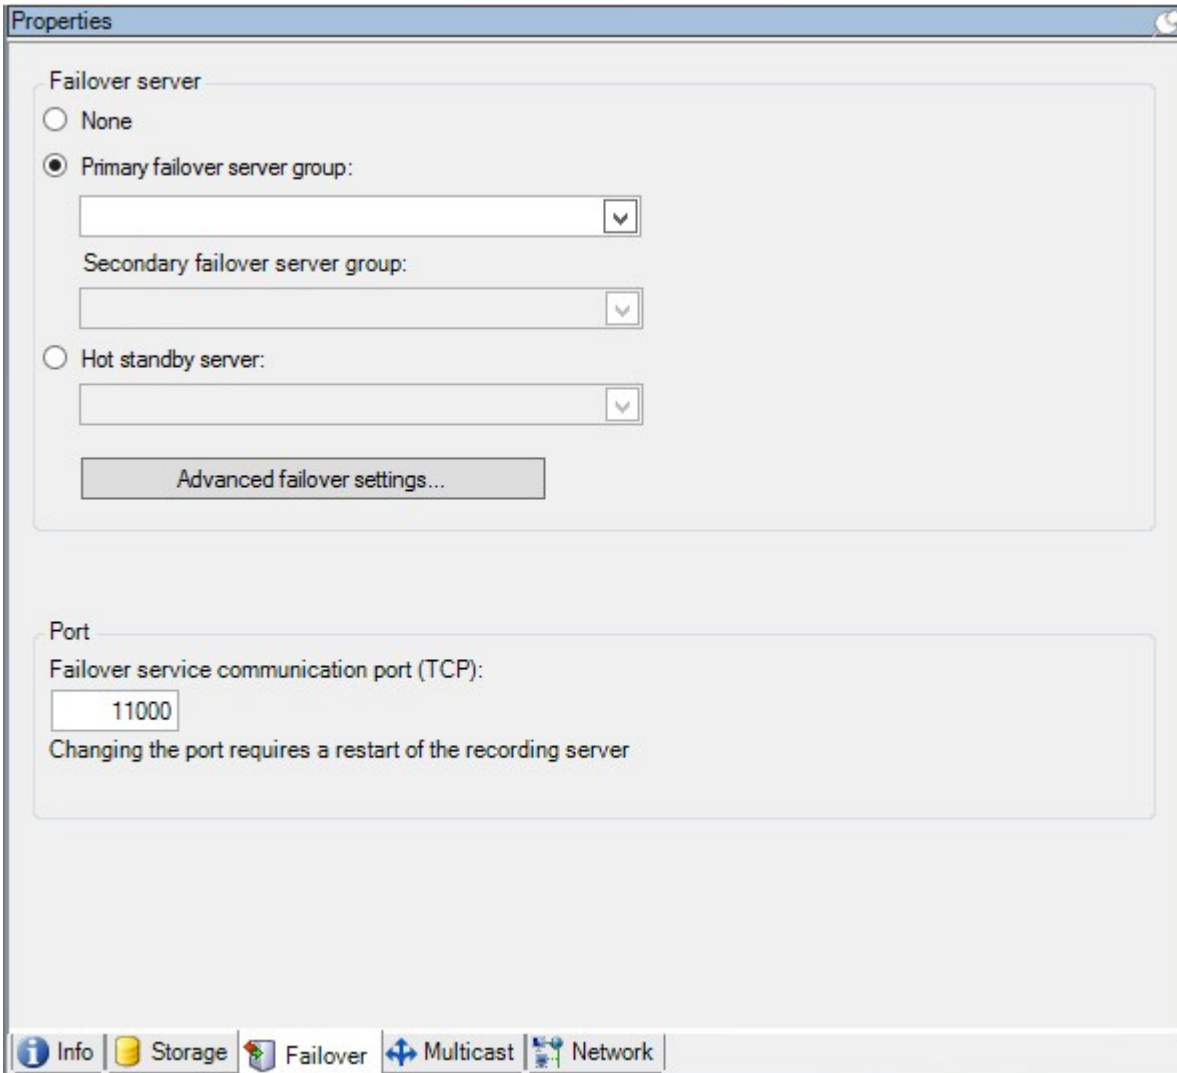 Properties
Failover server
None
Primary failover server group:
Secondary failover server group:
Hot standby server:
Advanced failover settings...
Port
Failover service communication port (TCP):
11000
Changing the port requires a restart of the recording server
Info Storage Failover Multicast Network